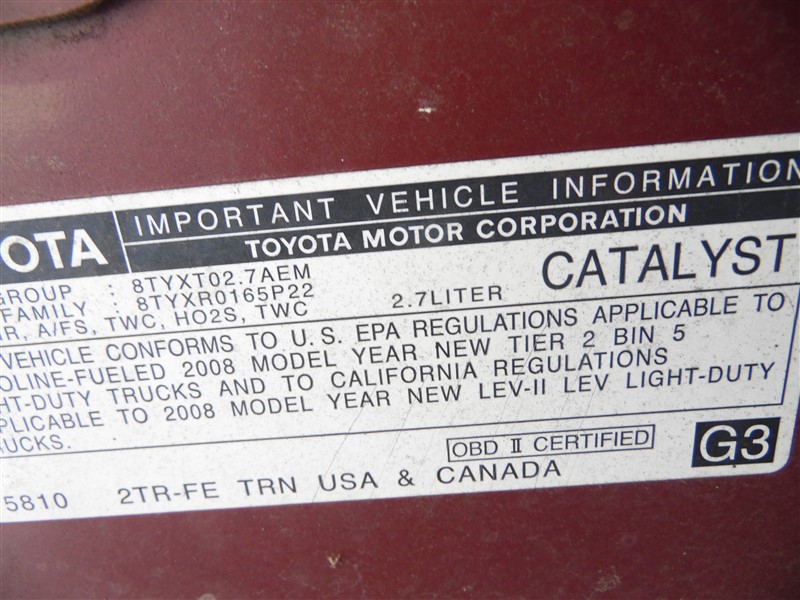 OTA
IMPORTANT VEHICLE INFORMATION
TOYOTA MOTOR CORPORATION
GROUP : 8TYXT02.7AEM
FAMILY : 8TYXR0165P22
2.7LITER
CATALYST
IR, A/FS, TWC, HO2S, TWC
VEHICLE CONFORMS TO U.S. EPA REGULATIONS APPLICABLE TO
OLINE-FUELED 2008 MODEL YEAR NEW TIER 2 BIN 5
HT-DUTY TRUCKS AND TO CALIFORNIA REGULATIONS
PLICABLE TO 2008 MODEL YEAR NEW LEV-II LEV LIGHT-DUTY
RUCKS.
OBD II CERTIFIED
G3
5810 2TR-FE TRN USA & CANADA